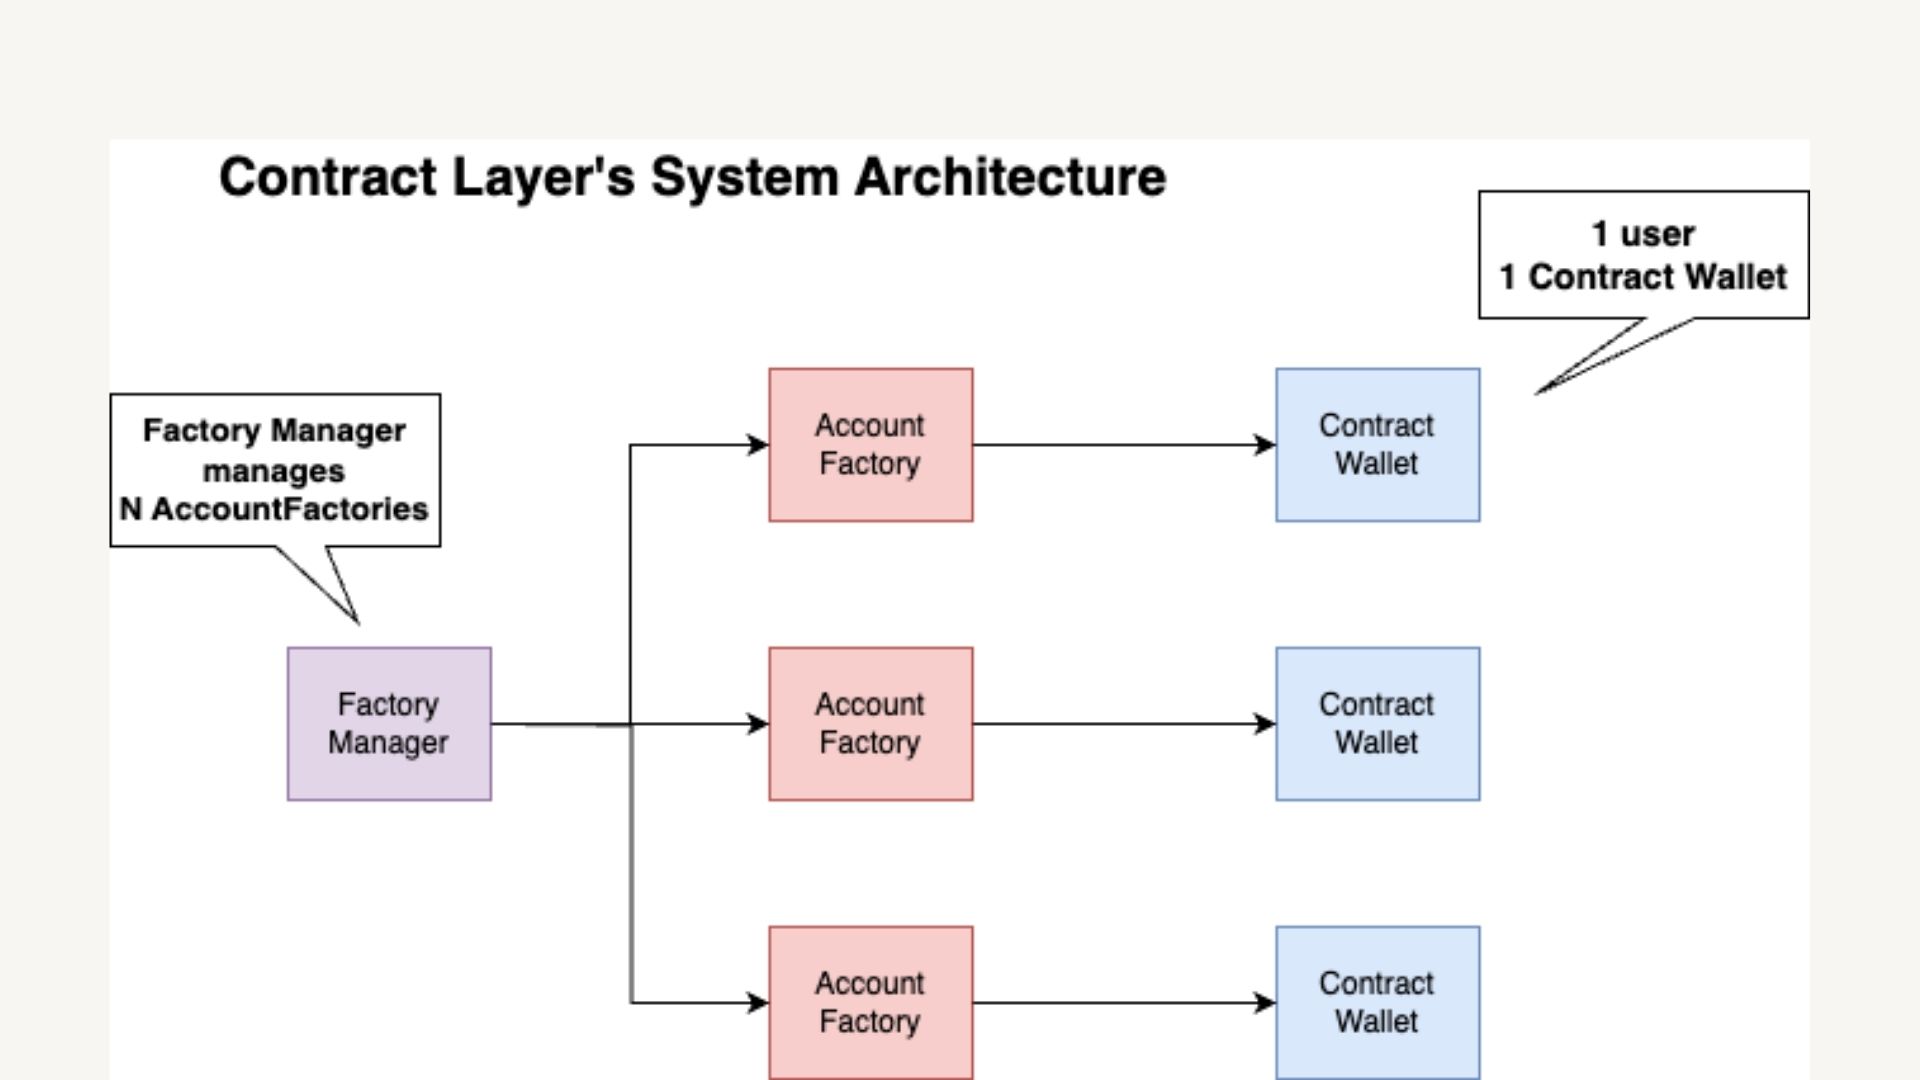 Contract Layer's System Architecture
1 user
1 Contract Wallet
Factory Manager
manages
N AccountFactories
Account
Factory
Contract
Wallet
Factory
Manager
Account
Factory
Contract
Wallet
Account
Factory
Contract
Wallet